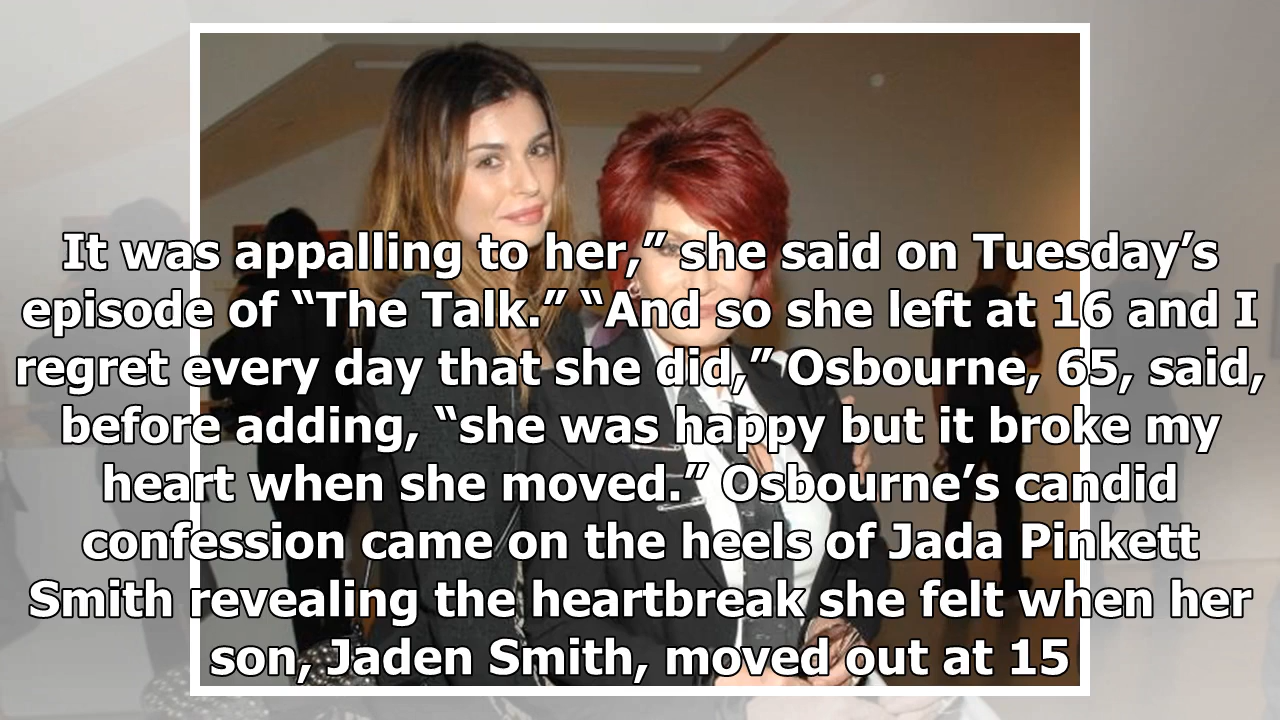 It was appalling to her,” she said on Tuesday’s
episode of “The Talk.” “And so she left at 16 and I
regret every day that she did,” Osbourne, 65, said,
before adding, “she was happy but it broke my
heart when she moved.” Osbourne’s candid
confession came on the heels of Jada Pinkett
Smith revealing the heartbreak she felt when her
son, Jaden Smith, moved out at 15